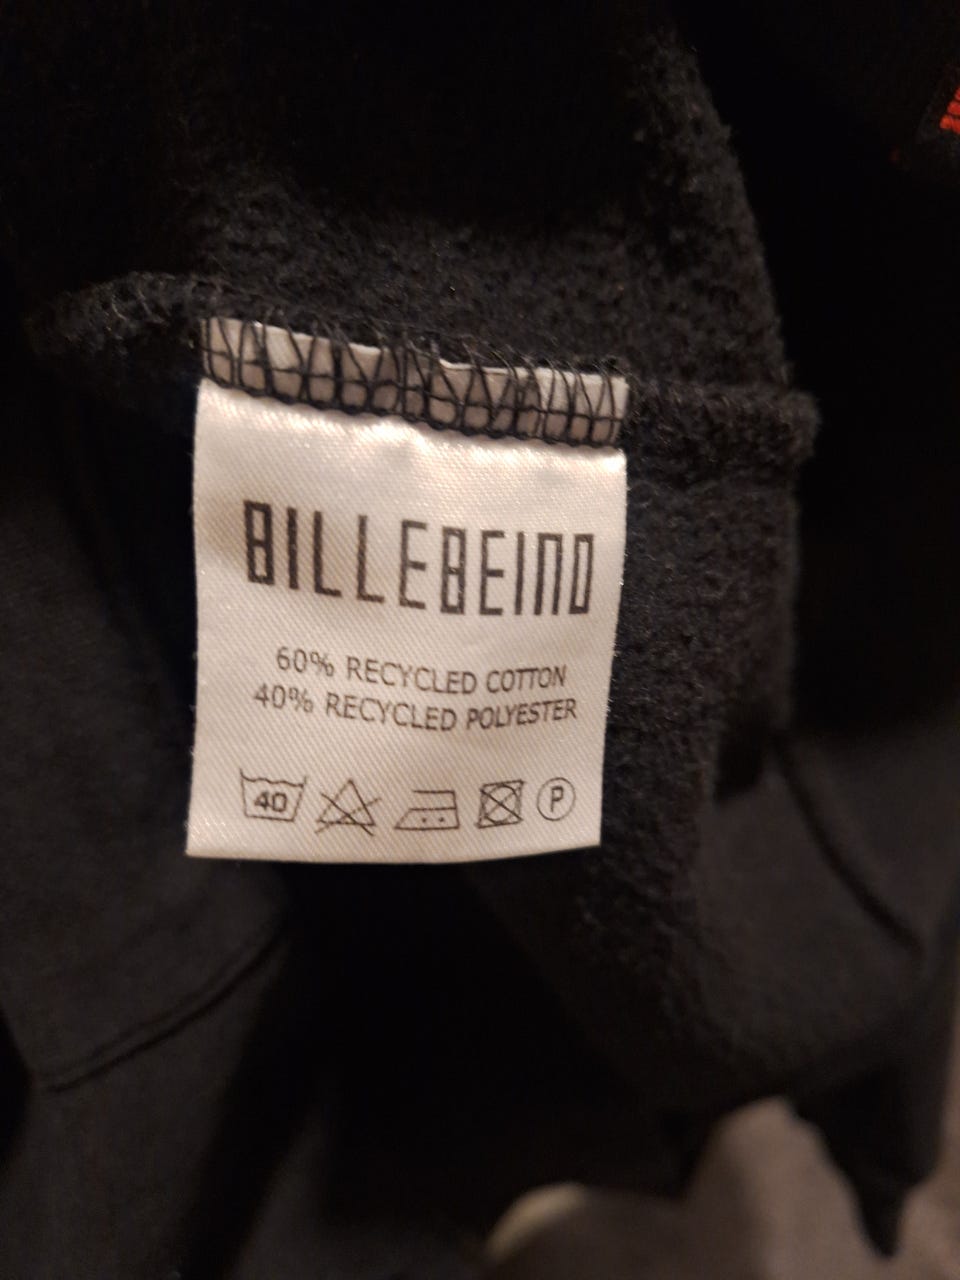 BILLEBEINO
60% RECYCLED COTTON
40% RECYCLED POLYESTER
40 P